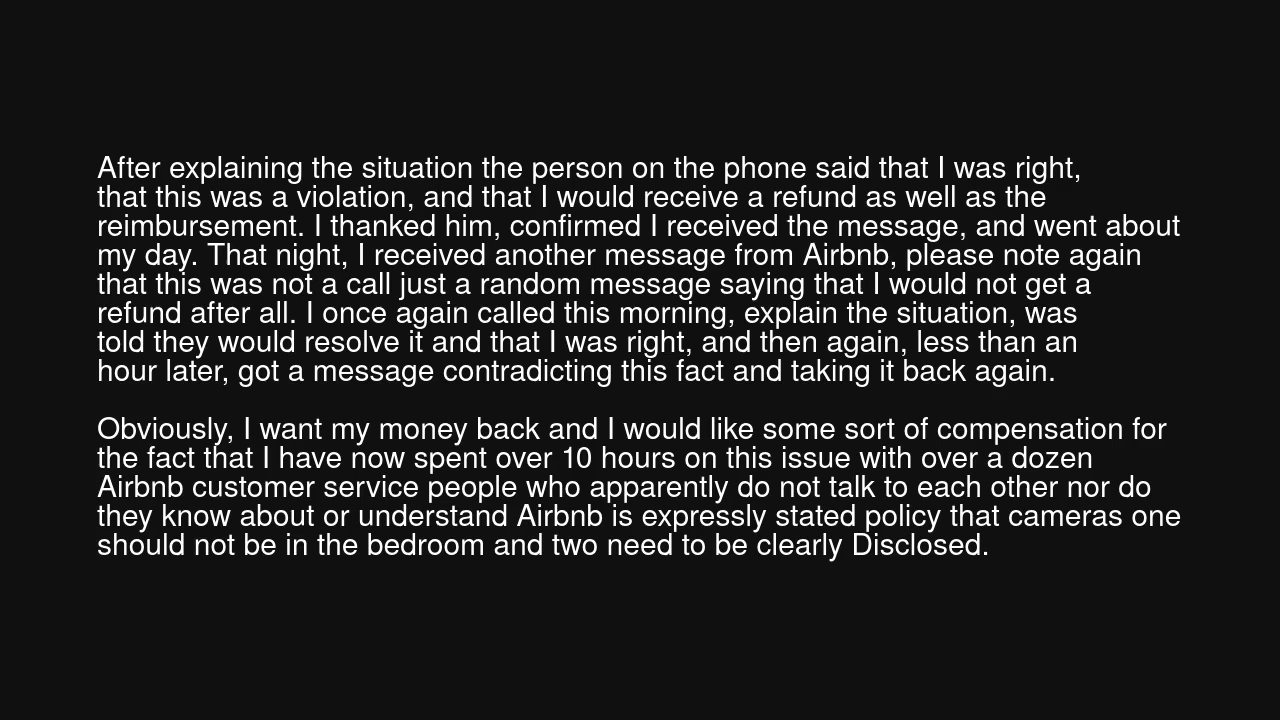 After explaining the situation the person on the phone said that I was right,
that this was a violation, and that I would receive a refund as well as the
reimbursement. I thanked him, confirmed I received the message, and went about
my day. That night, I received another message from Airbnb, please note again
that this was not a call just a random message saying that I would not get a
refund after all. I once again called this morning, explain the situation, was
told they would resolve it and that I was right, and then again, less than an
hour later, got a message contradicting this fact and taking it back again.
Obviously, I want my money back and I would like some sort of compensation for
the fact that I have now spent over 10 hours on this issue with over a dozen
Airbnb customer service people who apparently do not talk to each other nor do
they know about or understand Airbnb is expressly stated policy that cameras one
should not be in the bedroom and two need to be clearly Disclosed.